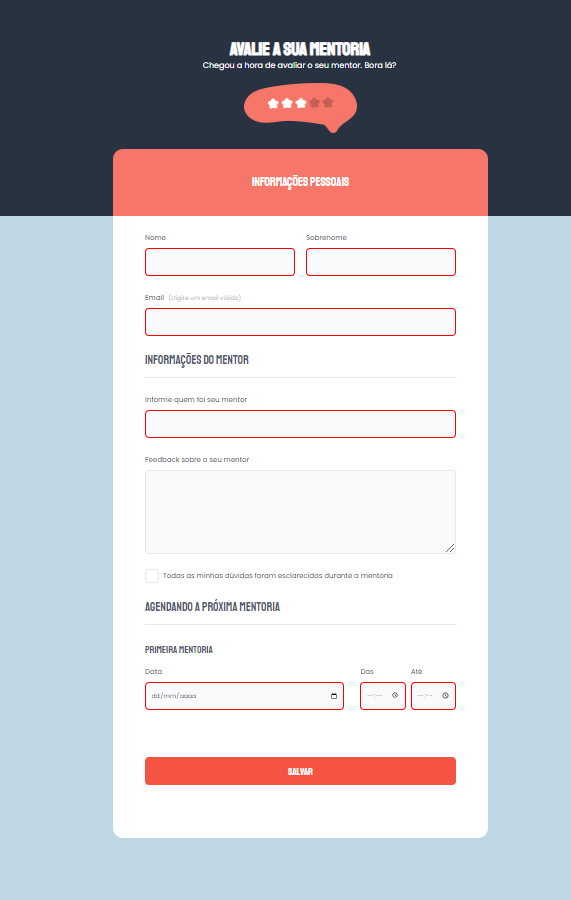 AVALIE A SUA MENTORIA
Chegou a hora de avaliar o seu mentor. Bora lá?
INFORMAÇÕES PESSOAIS
Nome Sobrenome
Email (Digite um email válido)
INFORMAÇÕES DO MENTOR
Informe quem foi seu mentor
Feedback sobre o seu mentor
Todas as minhas dúvidas foram esclarecidas durante a mentoria
AGENDANDO A PRÓXIMA MENTORIA
PRIMEIRA MENTORIA
Data Das Até
dd/mm/aaaa --:-- --:--
SALVAR